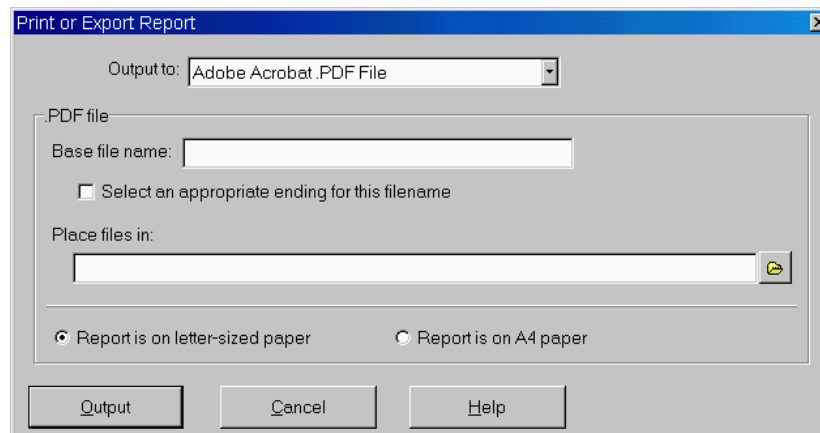 Print or Export Report
Output to: Adobe Acrobat .PDF File
.PDF file
Base file name:
Select an appropriate ending for this filename
Place files in:
Report is on letter-sized paper Report is on A4 paper
Output Cancel Help